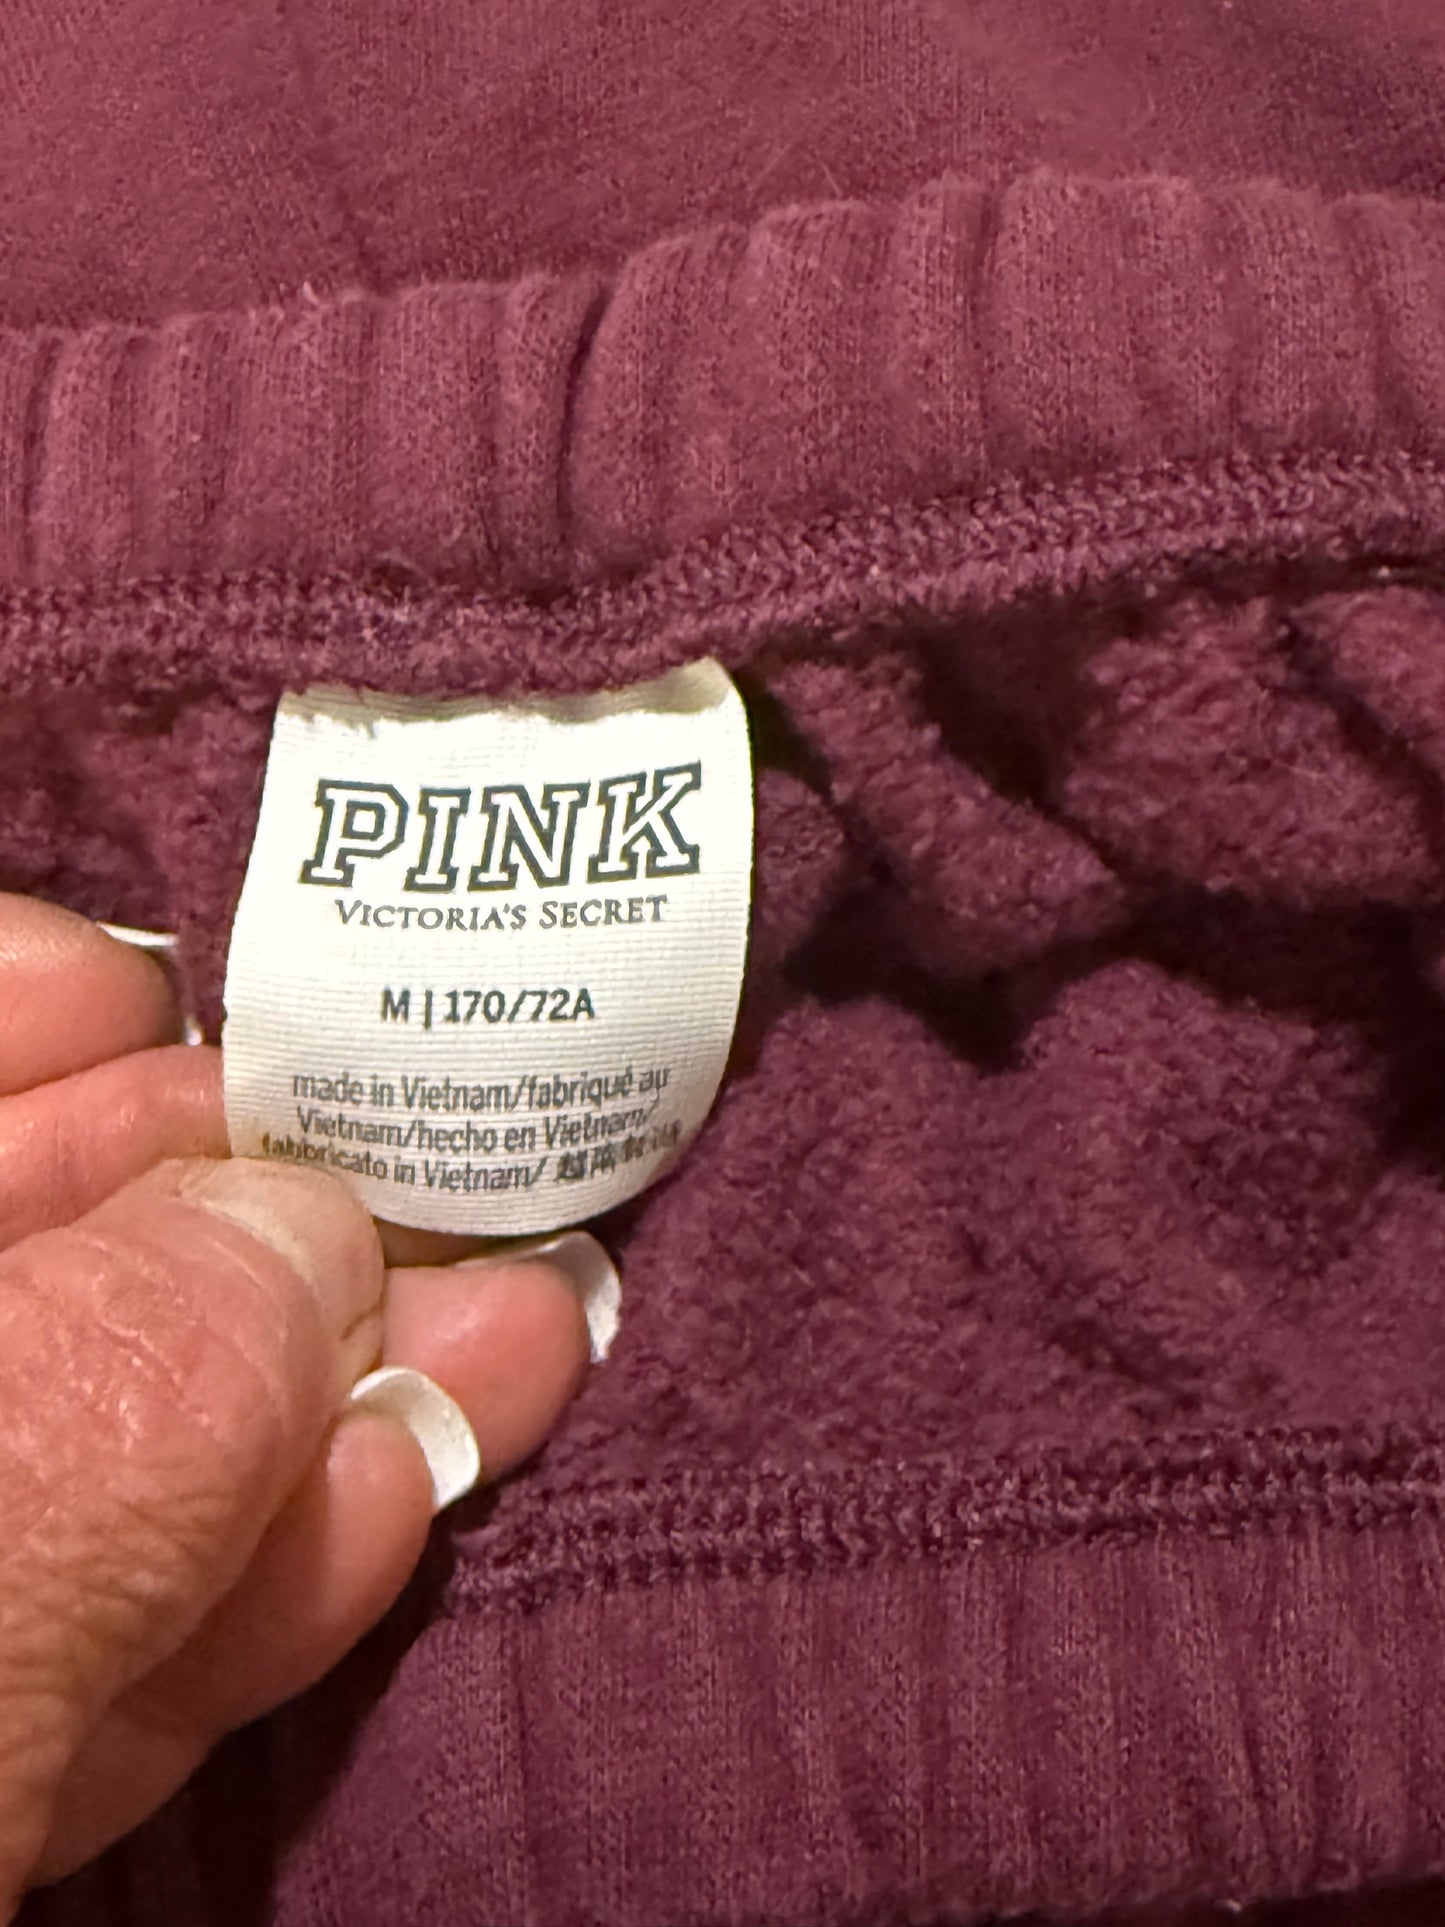 PINK
VICTORIA'S SECRET
M | 170/72A
made in Vietnam/fabriqué au
Vietnam/hecho en Vietnam/
fabbricato in Vietnam/